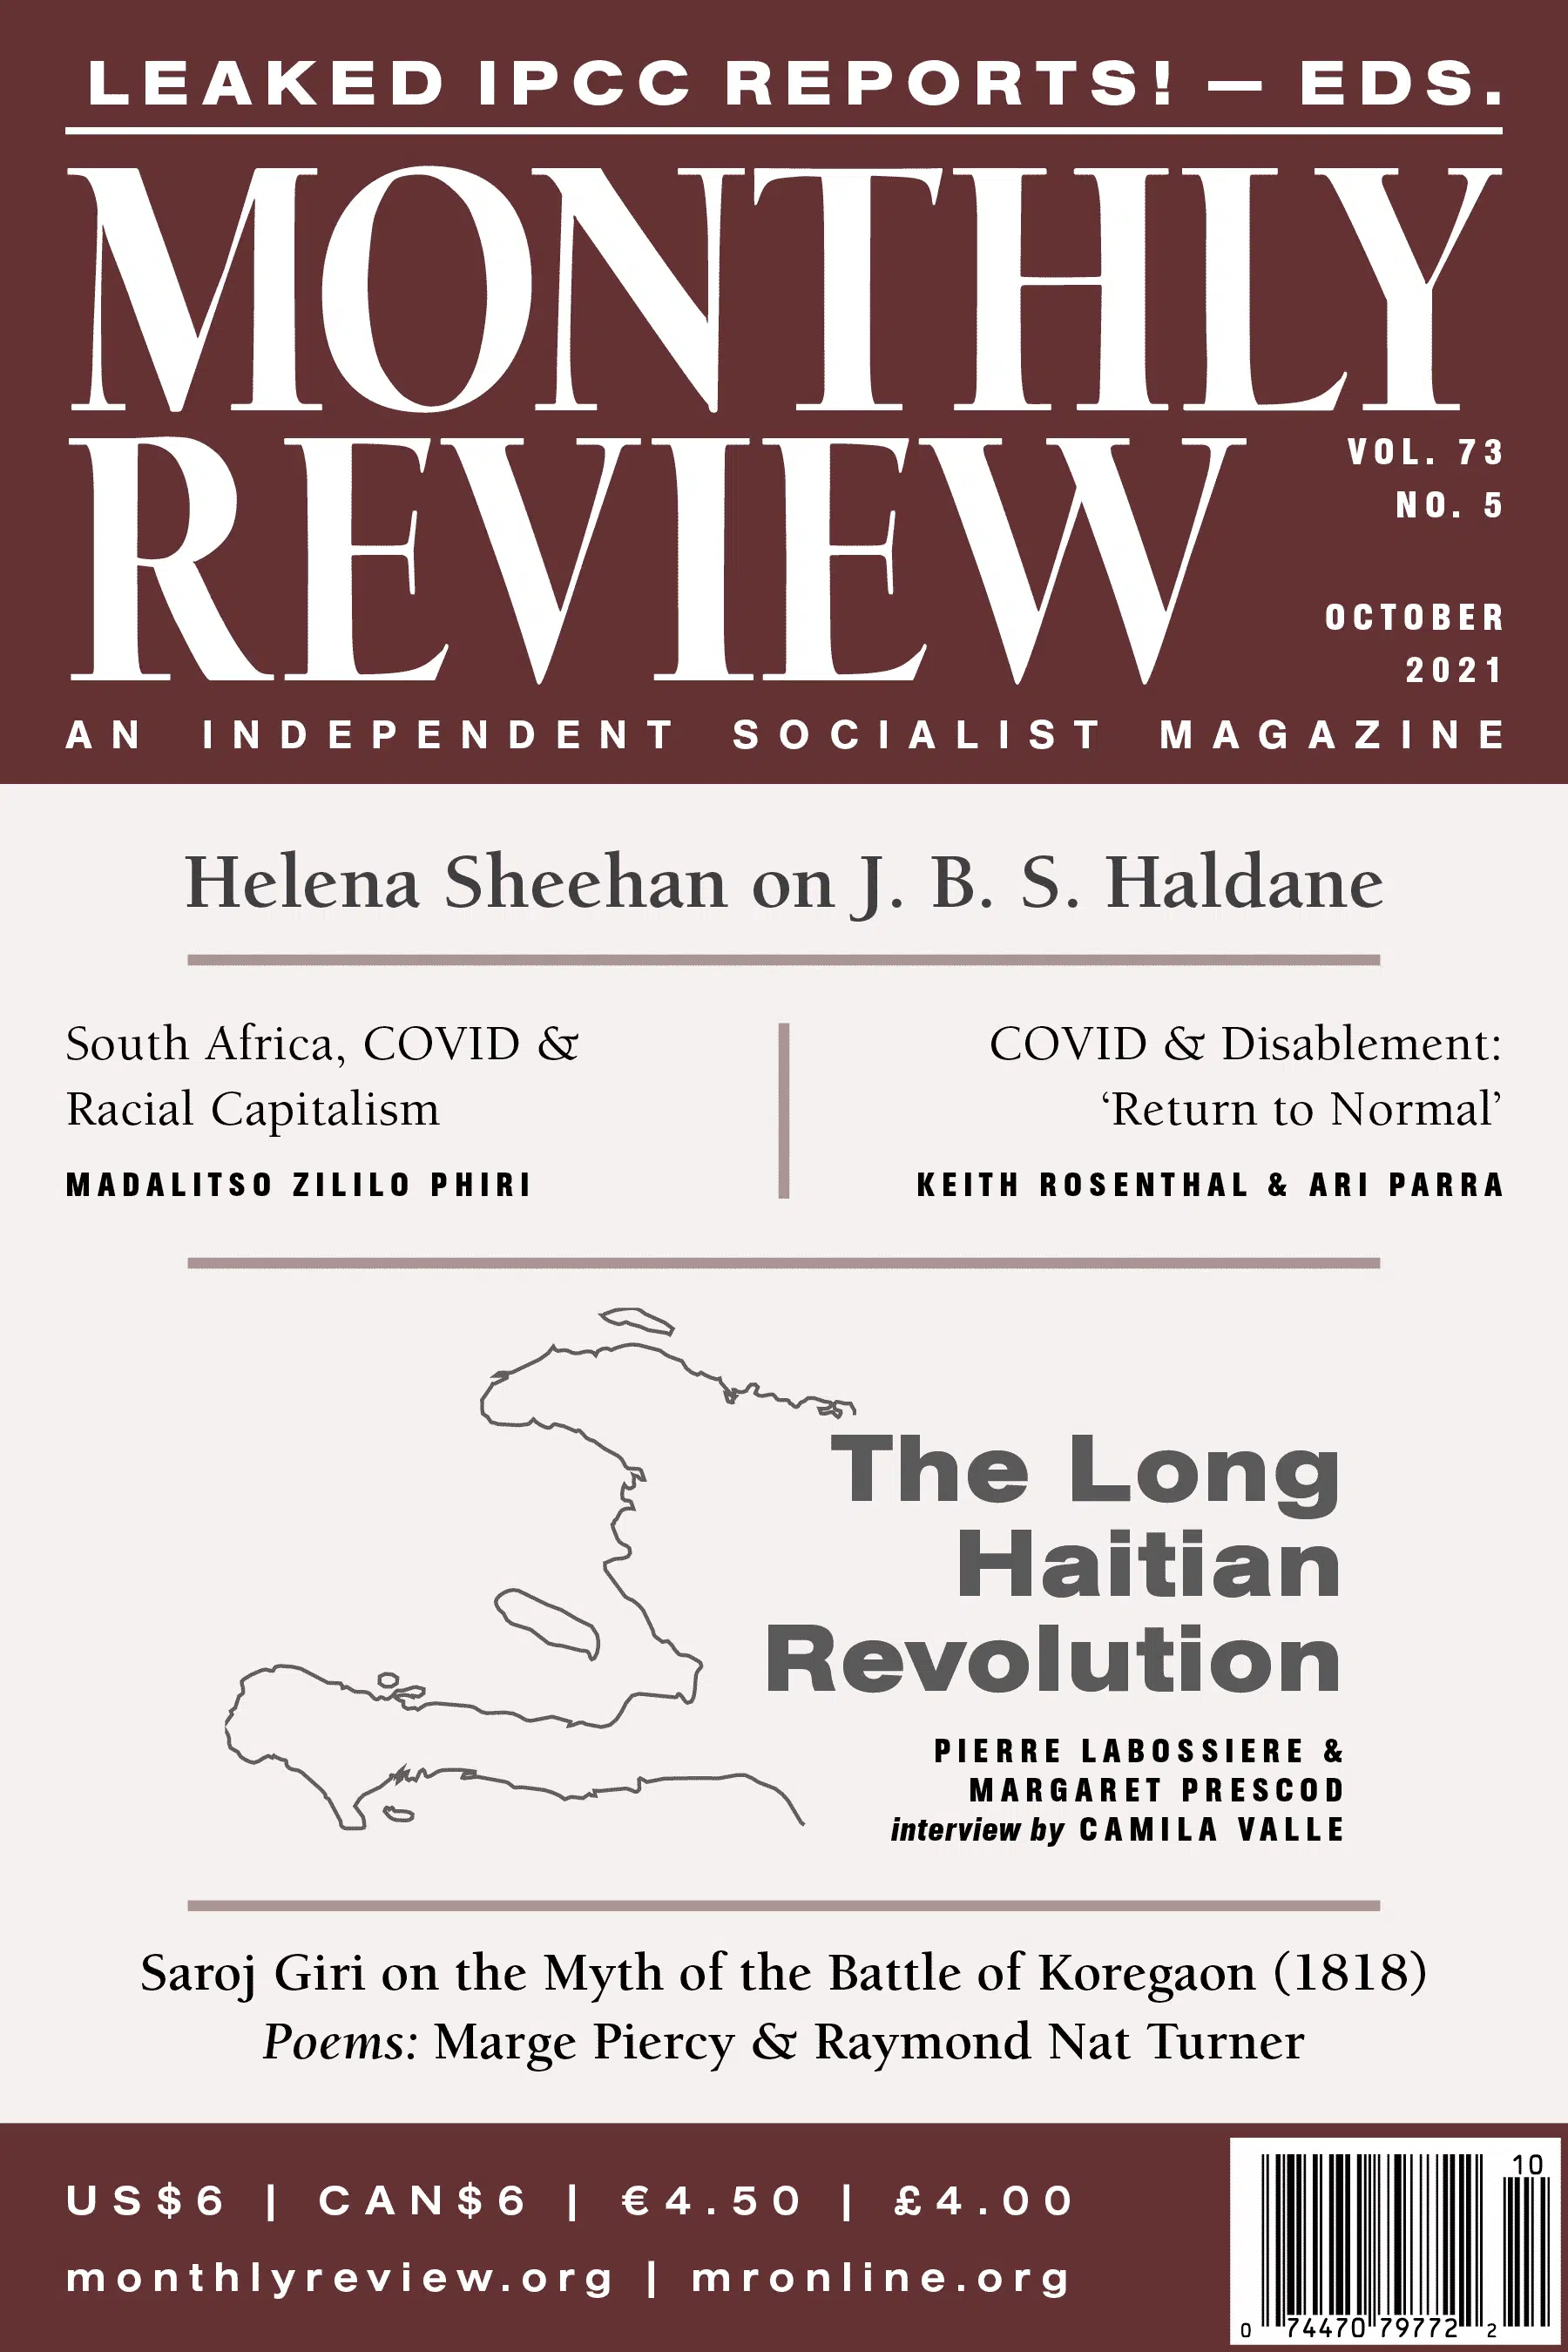 LEAKED IPCC REPORTS! — EDS.
MONTHLY
REVIEW
VOL. 73
NO. 5
OCTOBER
2021
AN INDEPENDENT SOCIALIST MAGAZINE
Helena Sheehan on J. B. S. Haldane
South Africa, COVID &
Racial Capitalism
MADALITSO ZILILO PHIRI
COVID & Disablement:
‘Return to Normal’
KEITH ROSENTHAL & ARI PARRA
The Long
Haitian
Revolution
PIERRE LABOSSIERE &
MARGARET PRESCOD
interview by CAMILA VALLE
Saroj Giri on the Myth of the Battle of Koregaon (1818)
Poems: Marge Piercy & Raymond Nat Turner
US$6 | CAN$6 | €4.50 | £4.00
monthlyreview.org | mronline.org
10
0 74470 79772 2